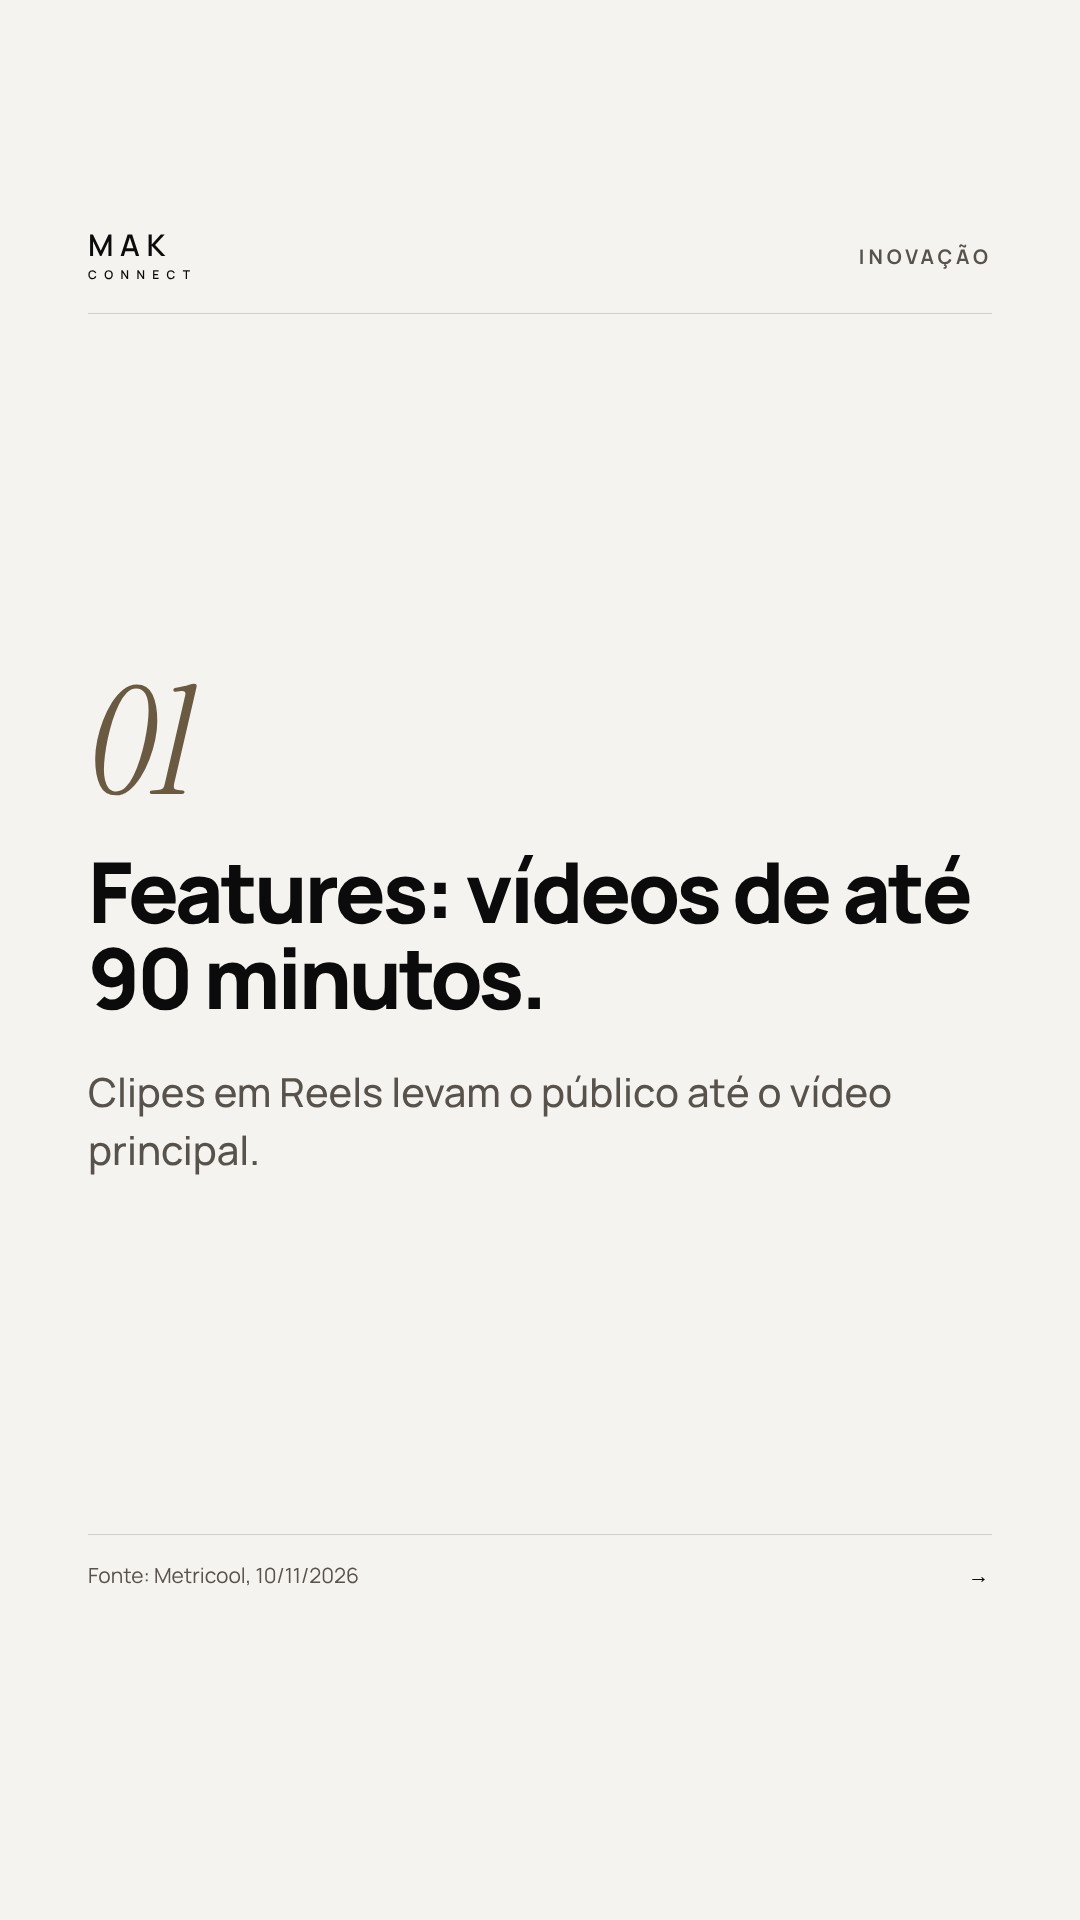 MAK
CONNECT
INOVAÇÃO
01
Features: vídeos de até
90 minutos.
Clipes em Reels levam o público até o vídeo
principal.
Fonte: Metricool, 10/11/2026
→